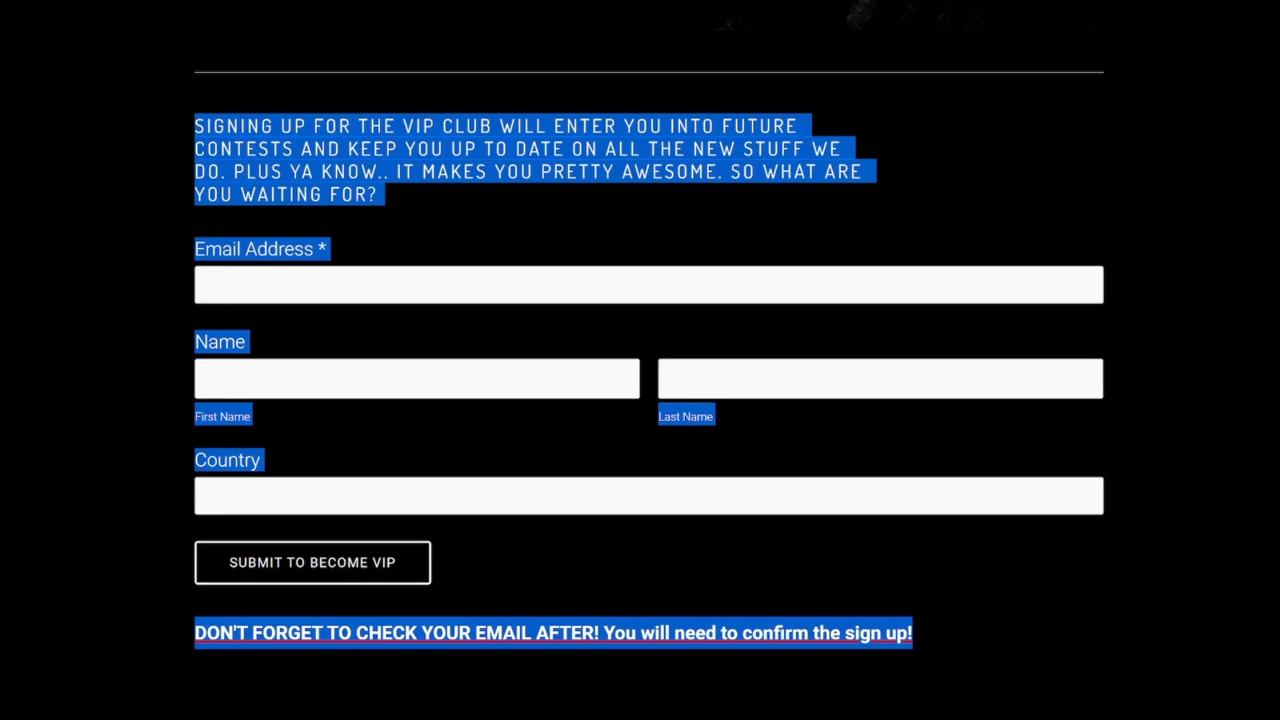 SIGNING UP FOR THE VIP CLUB WILL ENTER YOU INTO FUTURE
CONTESTS AND KEEP YOU UP TO DATE ON ALL THE NEW STUFF WE
DO. PLUS YA KNOW.. IT MAKES YOU PRETTY AWESOME. SO WHAT ARE
YOU WAITING FOR?
Email Address *
Name
First Name
Last Name
Country
SUBMIT TO BECOME VIP
DON'T FORGET TO CHECK YOUR EMAIL AFTER! You will need to confirm the sign up!